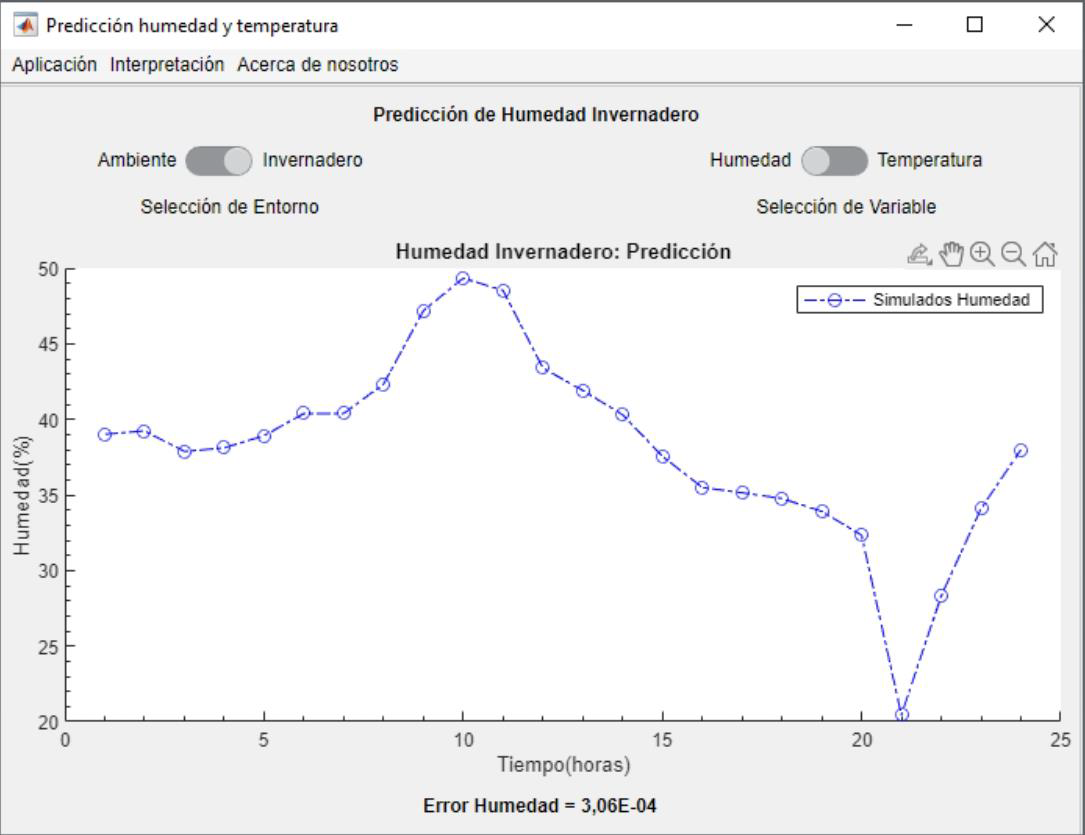 Predicción humedad y temperatura
Aplicación Interpretación Acerca de nosotros
Predicción de Humedad Invernadero
Ambiente Invernadero Humedad Temperatura
Selección de Entorno Selección de Variable
Humedad Invernadero: Predicción
Simulados Humedad
50
45
40
35
30
25
20
Humedad(%)
0 5 10 15 20 25
Tiempo(horas)
Error Humedad = 3,06E-04